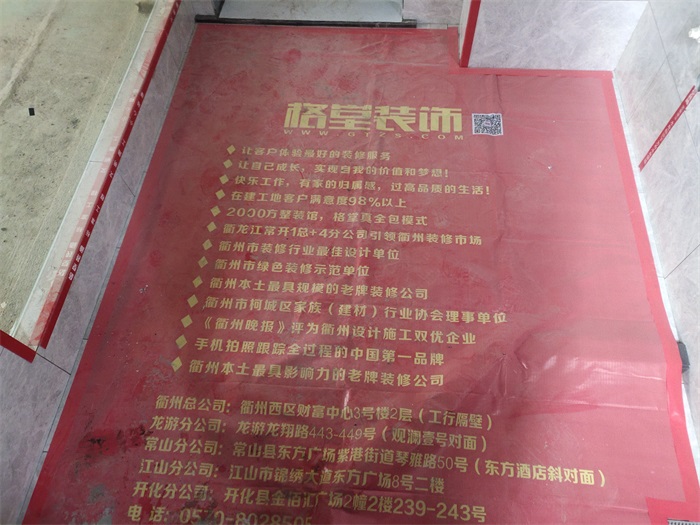 格堂装饰
WWW.GTZS.COM
◆ 让客户体验最好的装修服务
◆ 让自己成长,实现自我的价值和梦想!
◆ 快乐工作,有家的归属感,过高品质的生活!
◆ 在建工地客户满意度98%以上
◆ 2000方整装馆,格堂真全包模式
◆ 衢龙江常开1总+4分公司引领衢州装修市场
◆ 衢州市装修行业最佳设计单位
◆ 衢州市绿色装修示范单位
◆ 衢州本土最具规模的老牌装修公司
◆ 衢州市柯城区家族(建材)行业协会理事单位
◆ 《衢州晚报》评为衢州设计施工双优企业
◆ 手机拍照跟踪全过程的中国第一品牌
◆ 衢州本土最具影响力的老牌装修公司
衢州总公司:衢州西区财富中心3号楼2层(工行隔壁)
龙游分公司:龙游龙翔路443-449号(观澜壹号对面)
常山分公司:常山县东方广场紫港街道琴雅路50号(东方酒店斜对面)
江山分公司:江山市锦绣大道东方广场8号二楼
开化分公司:开化县金佰汇广场2幢2楼239-243号
电话:0570-8028505